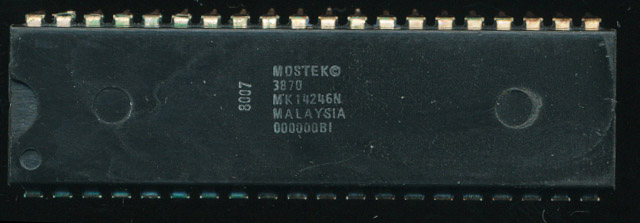 MOSTEK©
3870
MK14246N
MALAYSIA
000000BI
8007